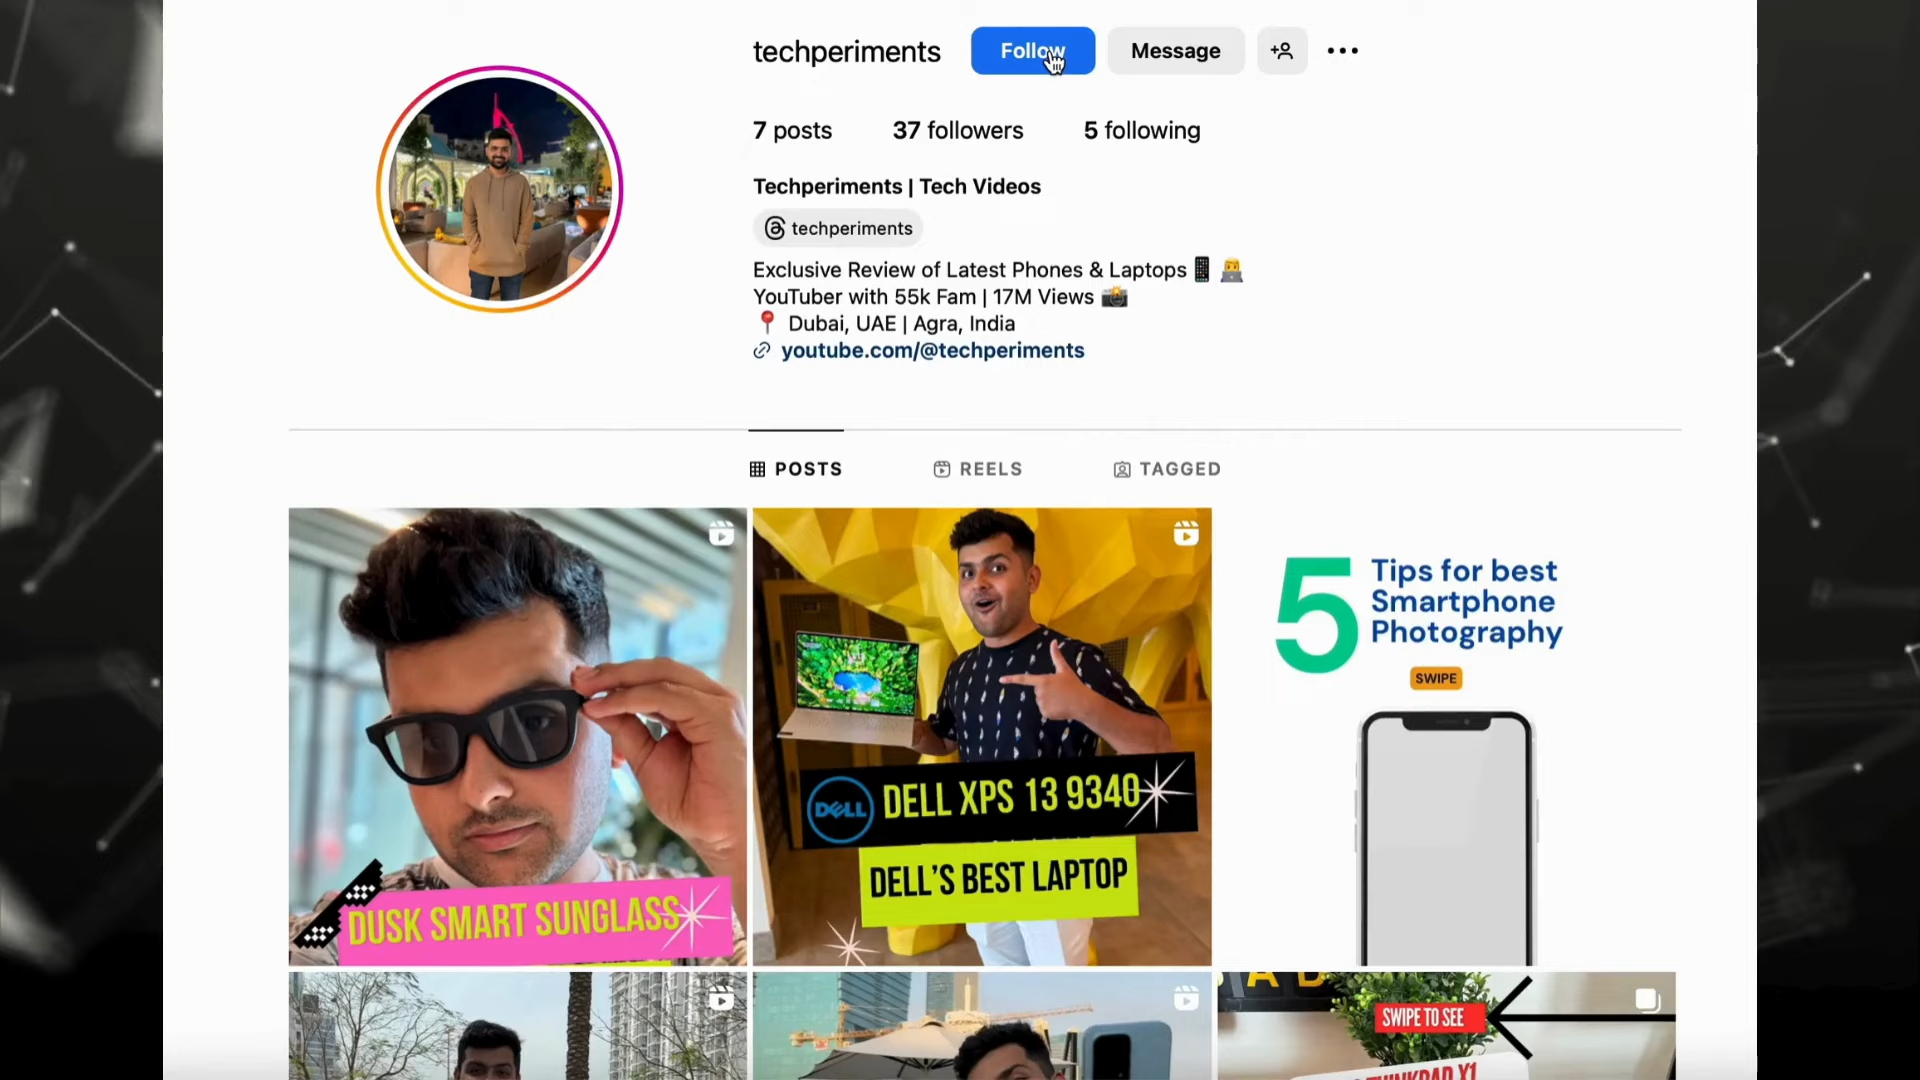 techperiments
Follow
Message
7 posts
37 followers
5 following
Techperiments | Tech Videos
techperiments
Exclusive Review of Latest Phones & Laptops 📱 👨‍💻
YouTuber with 55k Fam | 17M Views 📸
📍 Dubai, UAE | Agra, India
youtube.com/@techperiments
POSTS
REELS
TAGGED
DUSK SMART SUNGLASS
DELL
DELL XPS 13 9340
DELL'S BEST LAPTOP
5
Tips for best
Smartphone
Photography
SWIPE
SWIPE TO SEE
THINKPAD X1